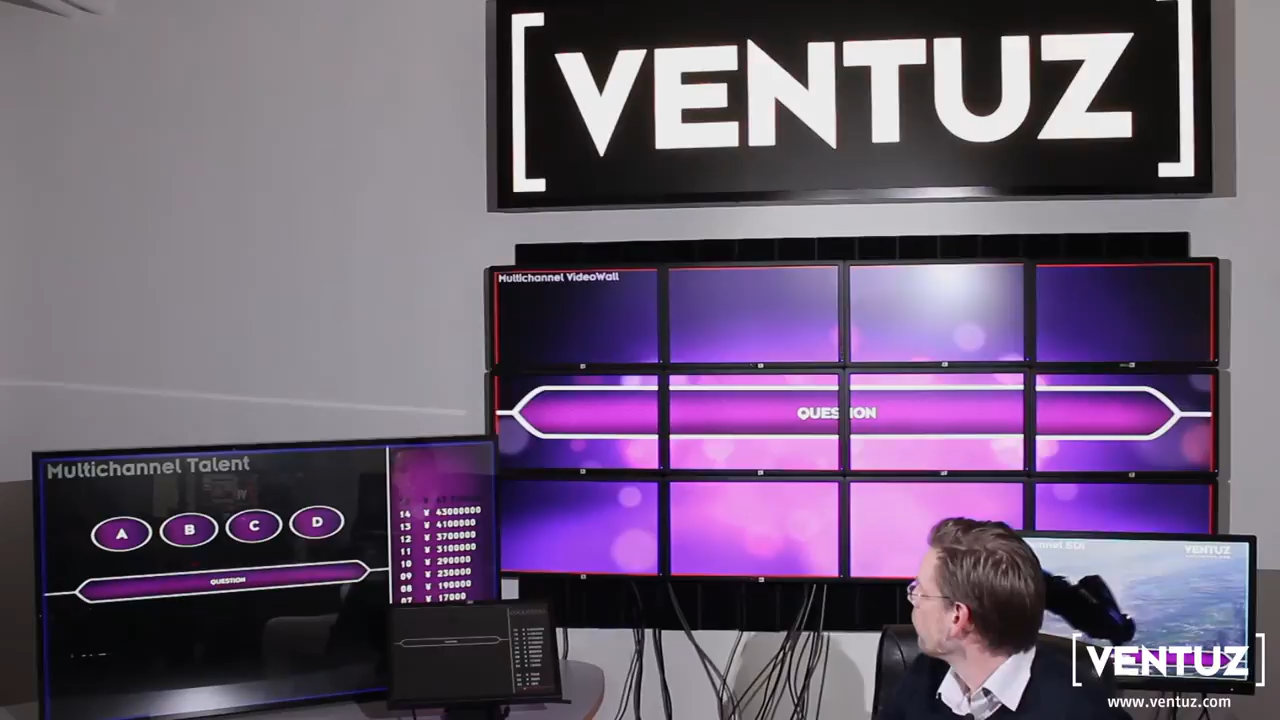 [VENTUZ]
Multichannel VideoWall
QUESTION
Multichannel Talent
A B C D
QUESTION
14 ¥ 43000000
13 ¥ 4100000
12 ¥ 3700000
11 ¥ 3100000
10 ¥ 290000
09 ¥ 230000
08 ¥ 190000
07 ¥ 17000
VENTUZ
[VENTUZ]
www.ventuz.com